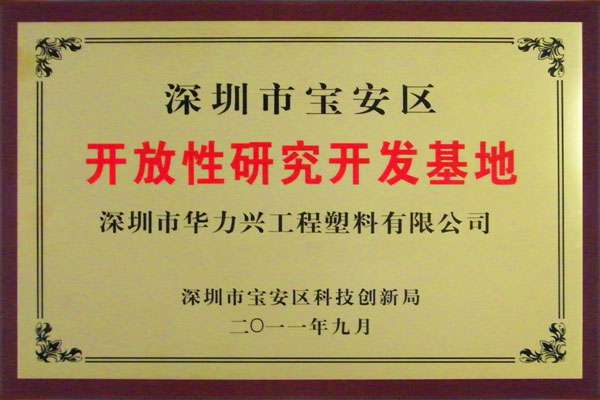 深圳市宝安区
开放性研究开发基地
深圳市华力兴工程塑料有限公司
深圳市宝安区科技创新局
二〇一一年九月